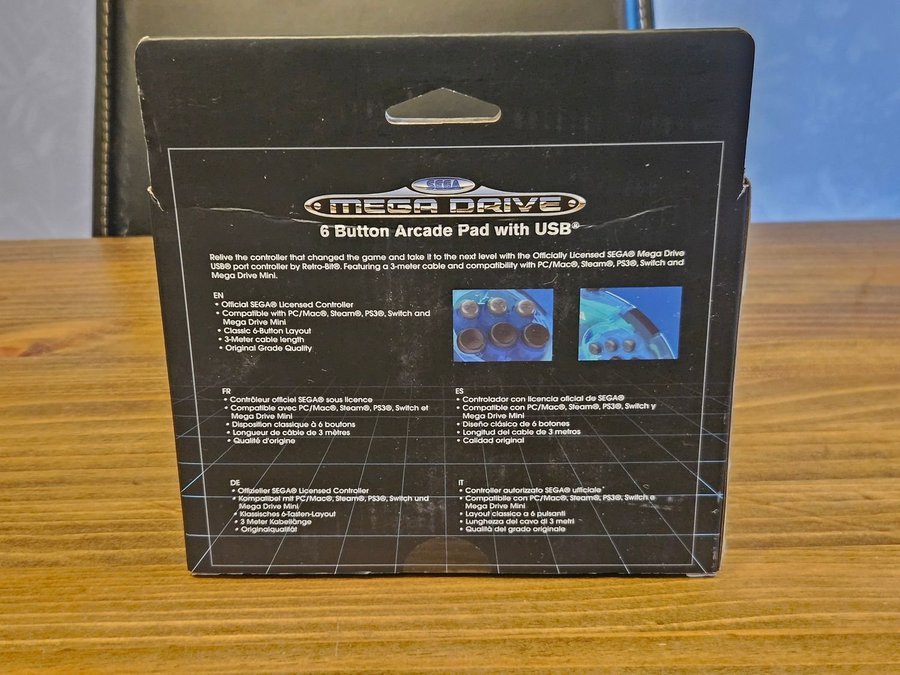 SEGA
MEGA DRIVE
6 Button Arcade Pad with USB®
Relive the controller that changed the game and take it to the next level with the Officially Licensed SEGA® Mega Drive
USB® port controller by Retro-Bit®. Featuring a 3-meter cable and compatibility with PC/Mac®, Steam®, PS3®, Switch and
Mega Drive Mini.
EN
• Official SEGA® Licensed Controller
• Compatible with PC/Mac®, Steam®, PS3®, Switch and
Mega Drive Mini
• Classic 6-Button Layout
• 3-Meter cable length
• Original Grade Quality
FR
• Contrôleur officiel SEGA® sous licence
• Compatible avec PC/Mac®, Steam®, PS3®, Switch et
Mega Drive Mini
• Disposition classique à 6 boutons
• Longueur de câble de 3 mètres
• Qualité d'origine
ES
• Controlador con licencia oficial de SEGA®
• Compatible con PC/Mac®, Steam®, PS3®, Switch y
Mega Drive Mini
• Diseño clásico de 6 botones
• Longitud del cable de 3 metros
• Calidad original
DE
• Offizieller SEGA® Licensed Controller
• Kompatibel mit PC/Mac®, Steam®, PS3®, Switch und
Mega Drive Mini
• Klassisches 6-Tasten-Layout
• 3 Meter Kabellänge
• Originalqualität
IT
• Controller autorizzato SEGA® ufficiale
• Compatibile con PC/Mac®, Steam®, PS3®, Switch e
Mega Drive Mini
• Layout classico a 6 pulsanti
• Lunghezza del cavo di 3 metri
• Qualità del grado originale